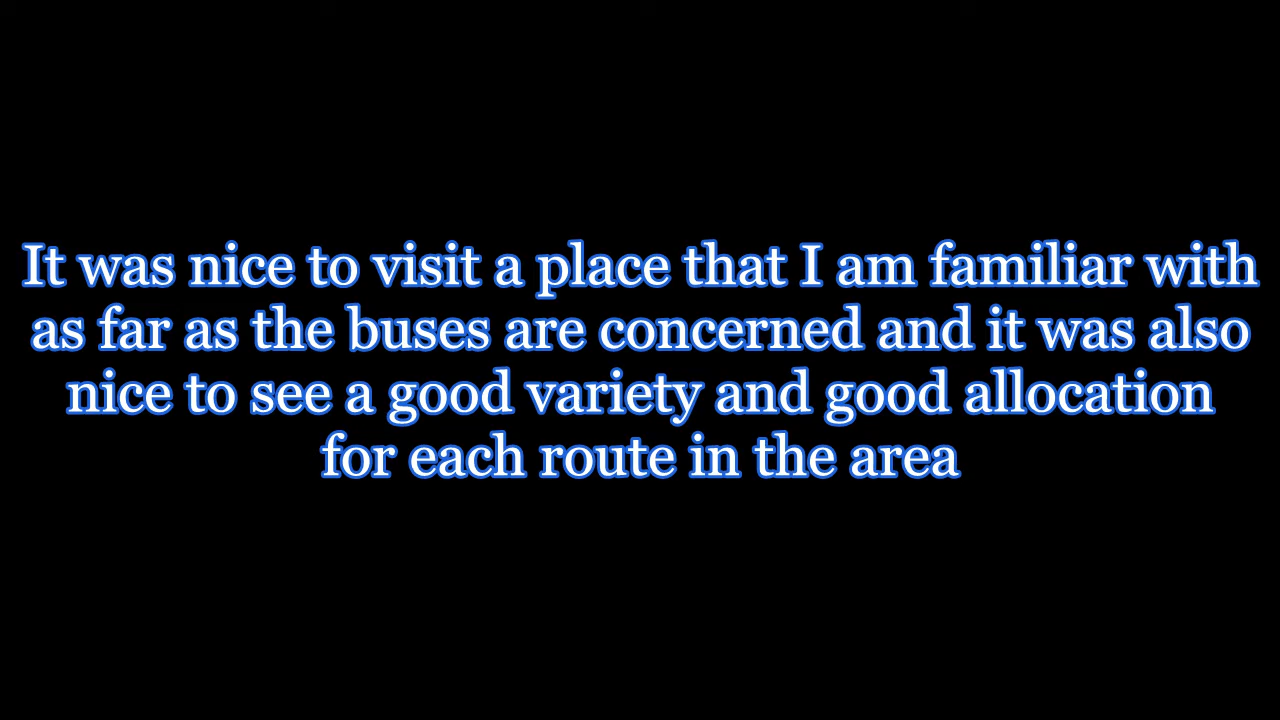 It was nice to visit a place that I am familiar with
as far as the buses are concerned and it was also
nice to see a good variety and good allocation
for each route in the area